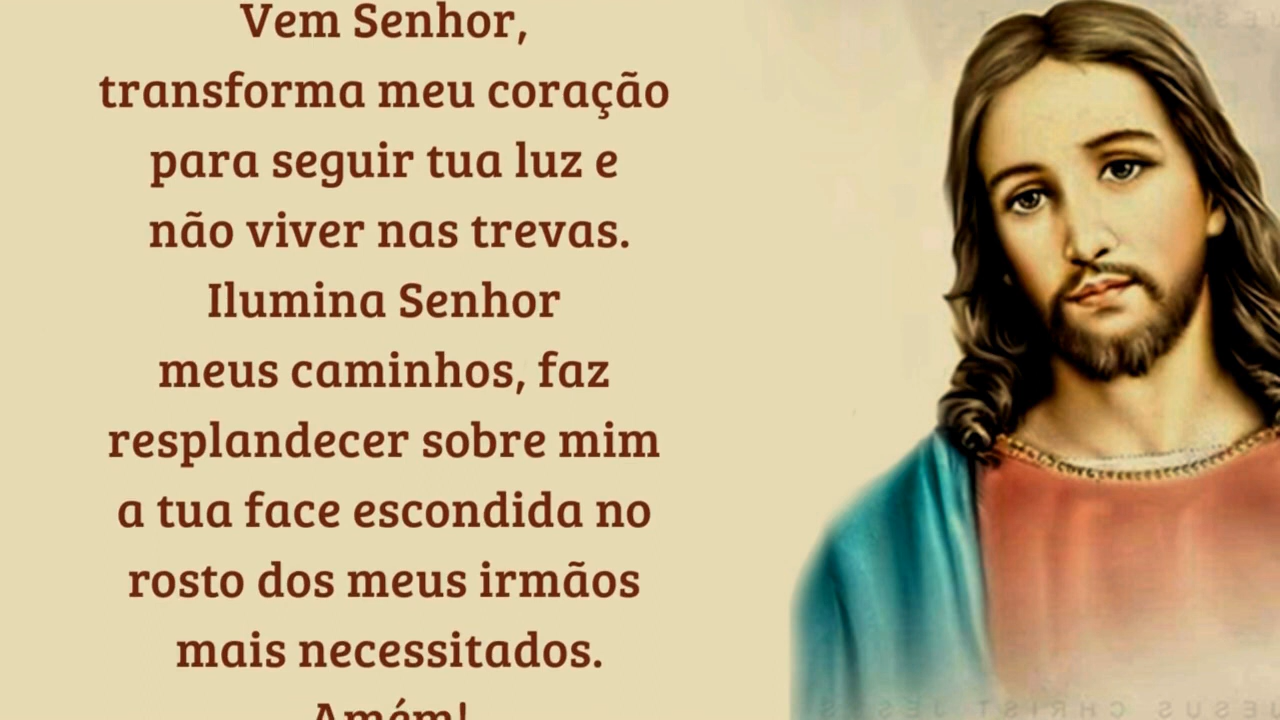 Vem Senhor,
transforma meu coração
para seguir tua luz e
não viver nas trevas.
Ilumina Senhor
meus caminhos, faz
resplandecer sobre mim
a tua face escondida no
rosto dos meus irmãos
mais necessitados.
Amém!